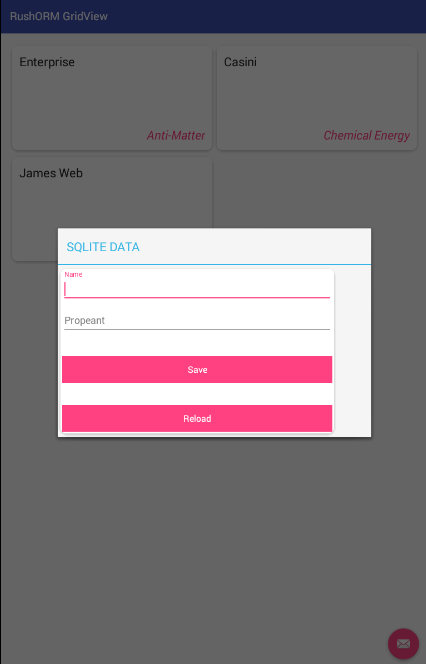 RushORM GridView
Enterprise
Casini
Anti-Matter
Chemical Energy
James Web
SQLITE DATA
Name
Propeant
Save
Reload